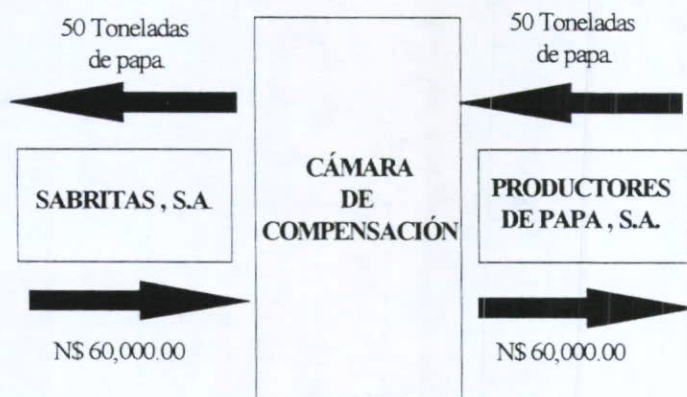 50 Toneladas
de papa.
50 Toneladas
de papa.
SABRITAS , S.A.
CÁMARA
DE
COMPENSACIÓN
PRODUCTORES
DE PAPA , S.A.
N$ 60,000.00
N$ 60,000.00